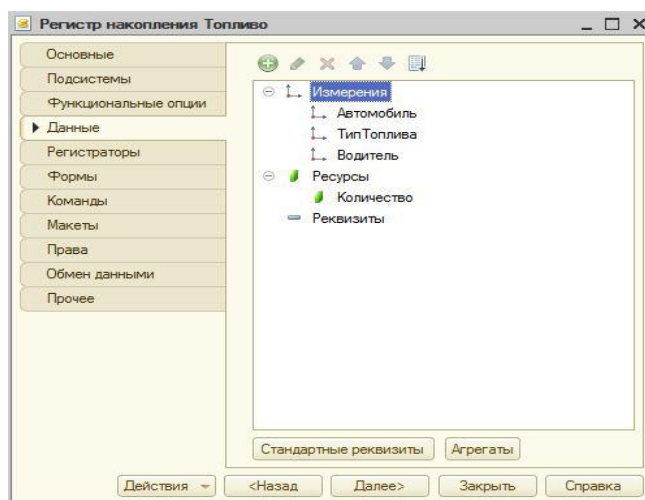 Регистр накопления Топливо
Основные
Подсистемы
Функциональные опции
Данные
Регистраторы
Формы
Команды
Макеты
Права
Обмен данными
Прочее
Измерения
Автомобиль
ТипТоплива
Водитель
Ресурсы
Количество
Реквизиты
Стандартные реквизиты Агрегаты
Действия <Назад Далее> Закрыть Справка